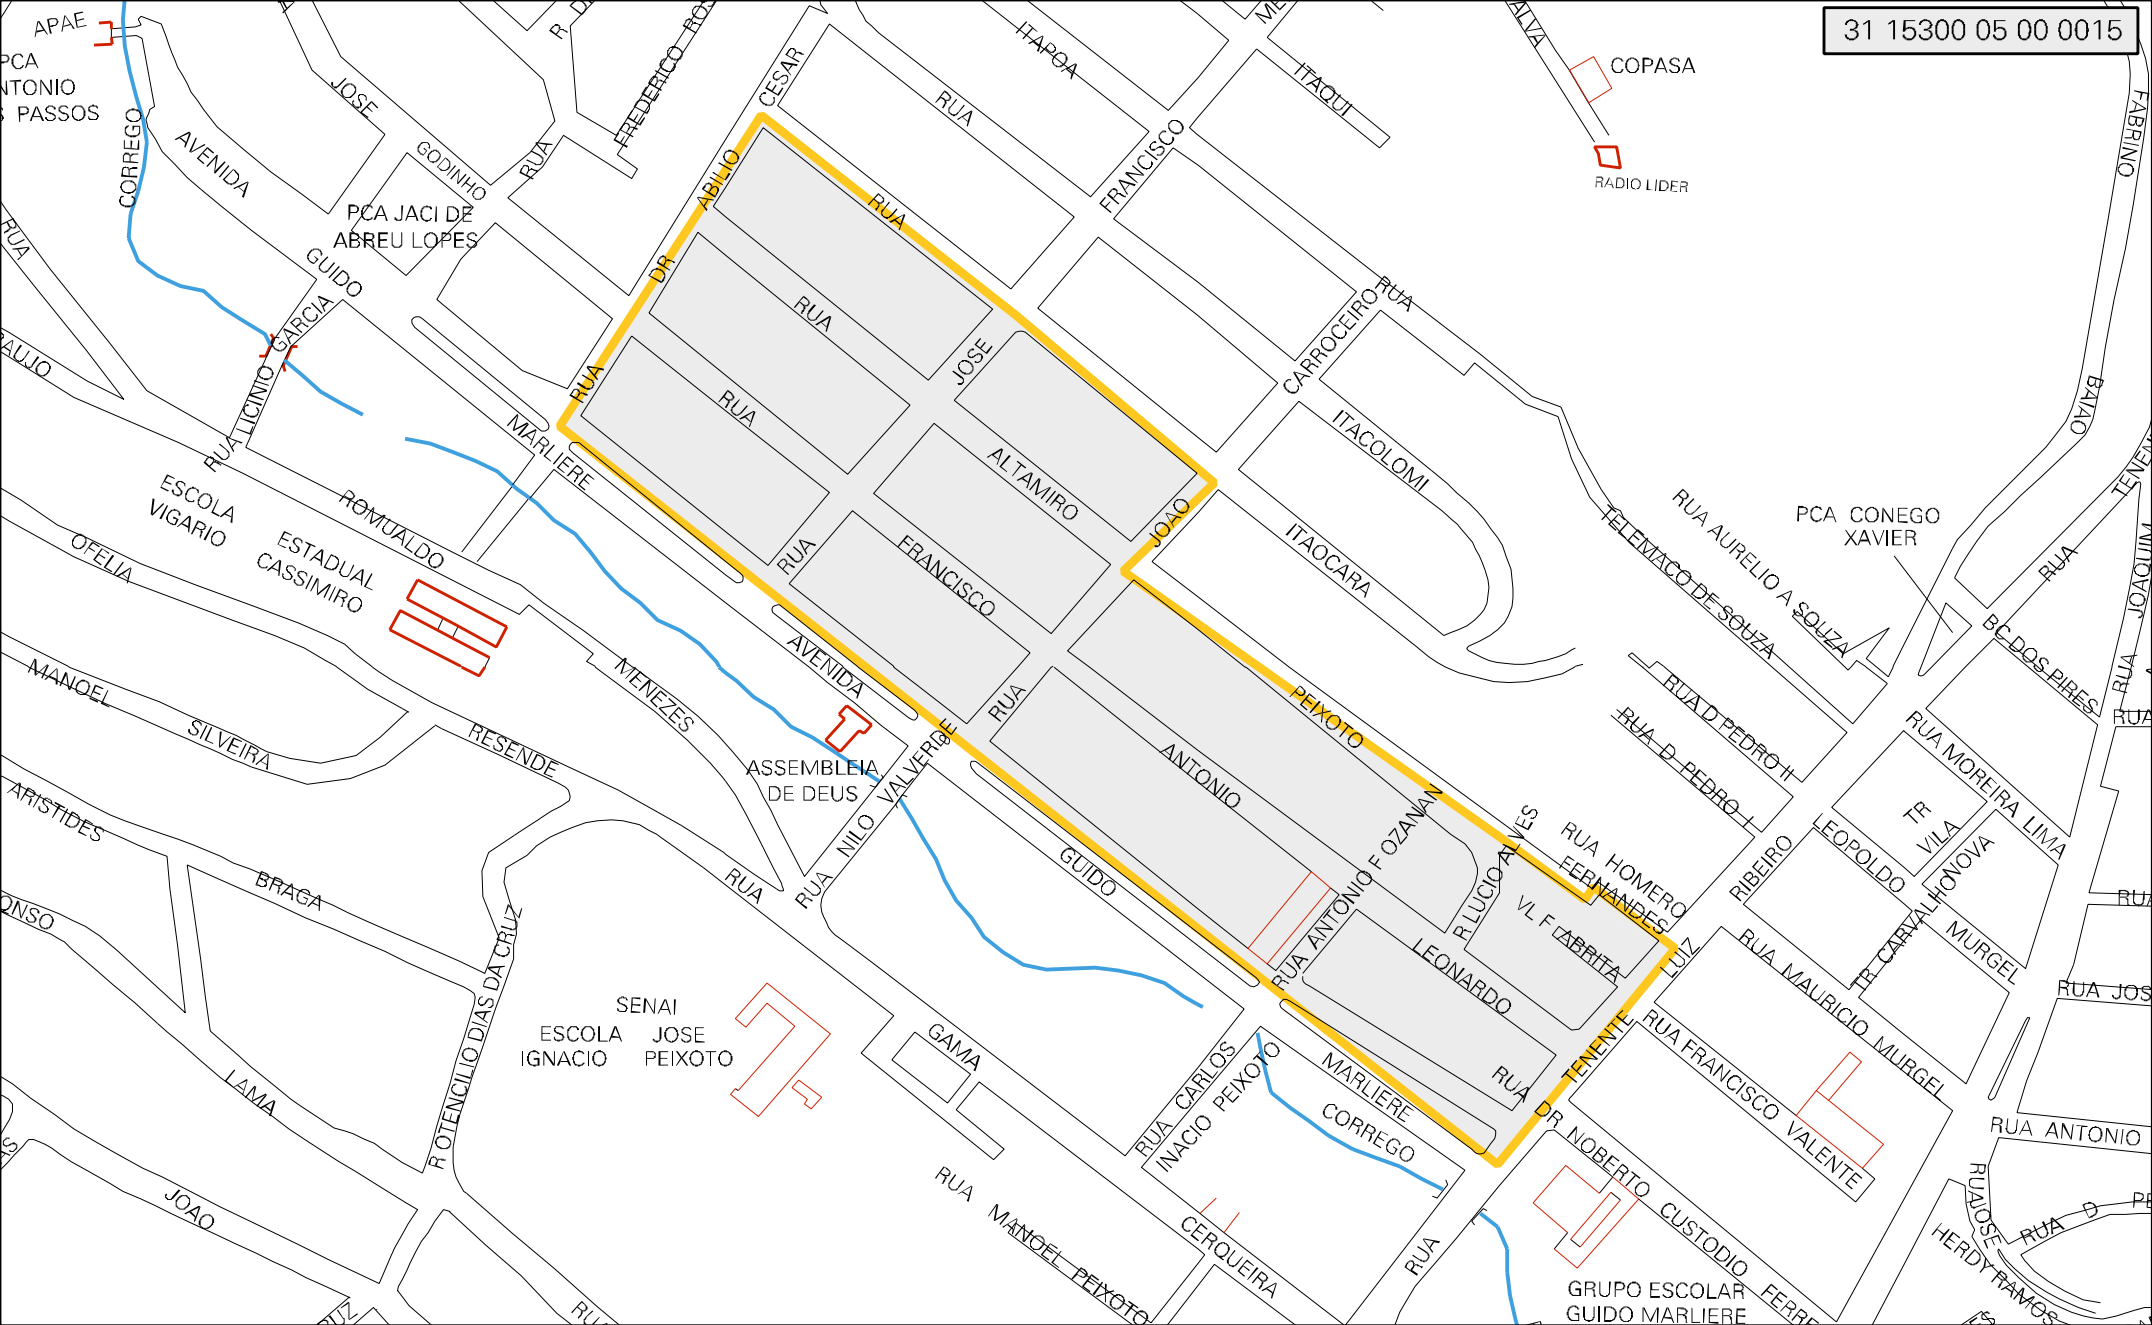 31 15300 05 00 0015
APAE
PCA
NTONIO
PASSOS
CORREGO
AVENIDA
JOSE
GODINHO
RUA
FREDERICO
CESAR
ITAPOA
RUA
ITAQUI
FRANCISCO
ALVA
COPASA
RADIO LIDER
FABRINO
BAIAO
RUA
PCA JACI DE
ABREU LOPES
GUIDO
ABILIO
DR
RUA
RUA
RUA
RUA
JOSE
CARROCEIRO
RUA
ITACOLOMI
ITAOCARA
RUA LICINIO GARCIA
MARLIERE
ALTAMIRO
JOAO
FRANCISCO
RUA
ESCOLA
VIGARIO
ESTADUAL
CASSIMIRO
ROMUALDO
OFELIA
MANOEL
SILVEIRA
RESENDE
MENEZES
AVENIDA
ASSEMBLEIA
DE DEUS
RUA NILO VALVERDE
RUA
PEIXOTO
ANTONIO
RUA ANTONIO F OZANAN
R LUCIO ALVES
RUA HOMERO
FERNANDES
VL F ABRITA
LEONARDO
TELEMACO DE SOUZA
RUA AURELIO A SOUZA
PCA CONEGO
XAVIER
RUA
JOAQUIM
BC DOS PIRES
RUA
RUA D PEDRO II
RUA D PEDRO I
RUA MOREIRA LIMA
TR
VILA
NOVA
LEOPOLDO
MURGEL
RIBEIRO
TR CARVALHO
LUIZ
TENENTE
RUA
RUA MAURICIO MURGEL
RUA FRANCISCO VALENTE
RUA DR NOBERTO CUSTODIO FERRE
ARISTIDES
BRAGA
LAMA
JOAO
R OTENCILIO DIAS DA CRUZ
RUA
GAMA
CERQUEIRA
SENAI
ESCOLA JOSE
IGNACIO PEIXOTO
GUIDO
MARLIERE
CORREGO
RUA CARLOS
INACIO PEIXOTO
RUA MANOEL PEIXOTO
GRUPO ESCOLAR
GUIDO MARLIERE
RUA JOS
RUA ANTONIO
RUA JOSE
RUA D
HERDY RAMOS